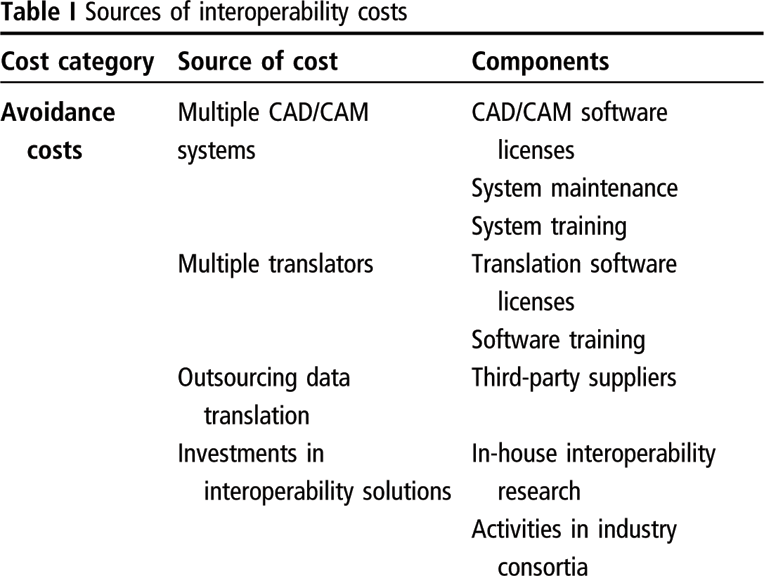 Table I Sources of interoperability costs
Cost category Source of cost Components
Avoidance Multiple CAD/CAM CAD/CAM software
costs systems licenses
System maintenance
System training
Multiple translators Translation software
licenses
Software training
Outsourcing data Third-party suppliers
translation
Investments in In-house interoperability
interoperability solutions research
Activities in industry
consortia